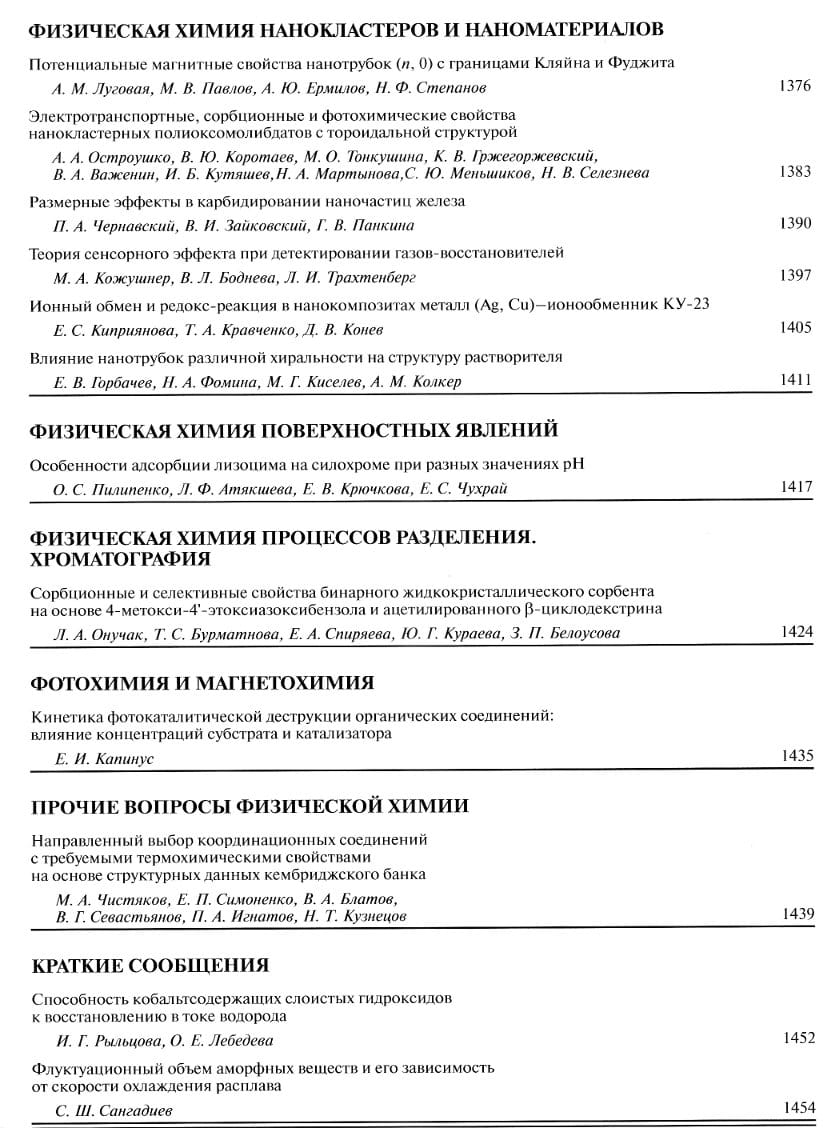 ФИЗИЧЕСКАЯ ХИМИЯ НАНОКЛАСТЕРОВ И НАНОМАТЕРИАЛОВ
Потенциальные магнитные свойства нанотрубок (n, 0) с границами Кляйна и Фуджита
А. М. Луговая, М. В. Павлов, А. Ю. Ермилов, Н. Ф. Степанов 1376
Электротранспортные, сорбционные и фотохимические свойства
нанокластерных полиоксомолибдатов с тороидальной структурой
А. А. Остроушко, В. Ю. Коротаев, М. О. Тонкушина, К. В. Гржегоржевский,
В. А. Важенин, И. Б. Кутяшев,Н. А. Мартынова,С. Ю. Меньшиков, Н. В. Селезнева 1383
Размерные эффекты в карбидировании наночастиц железа
П. А. Чернавский, В. И. Зайковский, Г. В. Панкина 1390
Теория сенсорного эффекта при детектировании газов-восстановителей
М. А. Кожушнер, В. Л. Боднева, Л. И. Трахтенберг 1397
Ионный обмен и редокс-реакция в нанокомпозитах металл (Ag, Cu)–ионообменник КУ-23
Е. С. Киприянова, Т. А. Кравченко, Д. В. Конев 1405
Влияние нанотрубок различной хиральности на структуру растворителя
Е. В. Горбачев, Н. А. Фомина, М. Г. Киселев, А. М. Колкер 1411
ФИЗИЧЕСКАЯ ХИМИЯ ПОВЕРХНОСТНЫХ ЯВЛЕНИЙ
Особенности адсорбции лизоцима на силохроме при разных значениях pH
О. С. Пилипенко, Л. Ф. Атякшева, Е. В. Крючкова, Е. С. Чухрай 1417
ФИЗИЧЕСКАЯ ХИМИЯ ПРОЦЕССОВ РАЗДЕЛЕНИЯ.
ХРОМАТОГРАФИЯ
Сорбционные и селективные свойства бинарного жидкокристаллического сорбента
на основе 4-метокси-4'-этоксиазоксибензола и ацетилированного β-циклодекстрина
Л. А. Онучак, Т. С. Бурматнова, Е. А. Спиряева, Ю. Г. Кураева, З. П. Белоусова 1424
ФОТОХИМИЯ И МАГНЕТОХИМИЯ
Кинетика фотокаталитической деструкции органических соединений:
влияние концентраций субстрата и катализатора
Е. И. Капинус 1435
ПРОЧИЕ ВОПРОСЫ ФИЗИЧЕСКОЙ ХИМИИ
Направленный выбор координационных соединений
с требуемыми термохимическими свойствами
на основе структурных данных кембриджского банка
М. А. Чистяков, Е. П. Симоненко, В. А. Блатов,
В. Г. Севастьянов, П. А. Игнатов, Н. Т. Кузнецов 1439
КРАТКИЕ СООБЩЕНИЯ
Способность кобальтсодержащих слоистых гидроксидов
к восстановлению в токе водорода
И. Г. Рыльцова, О. Е. Лебедева 1452
Флуктуационный объем аморфных веществ и его зависимость
от скорости охлаждения расплава
С. Ш. Сангадиев 1454